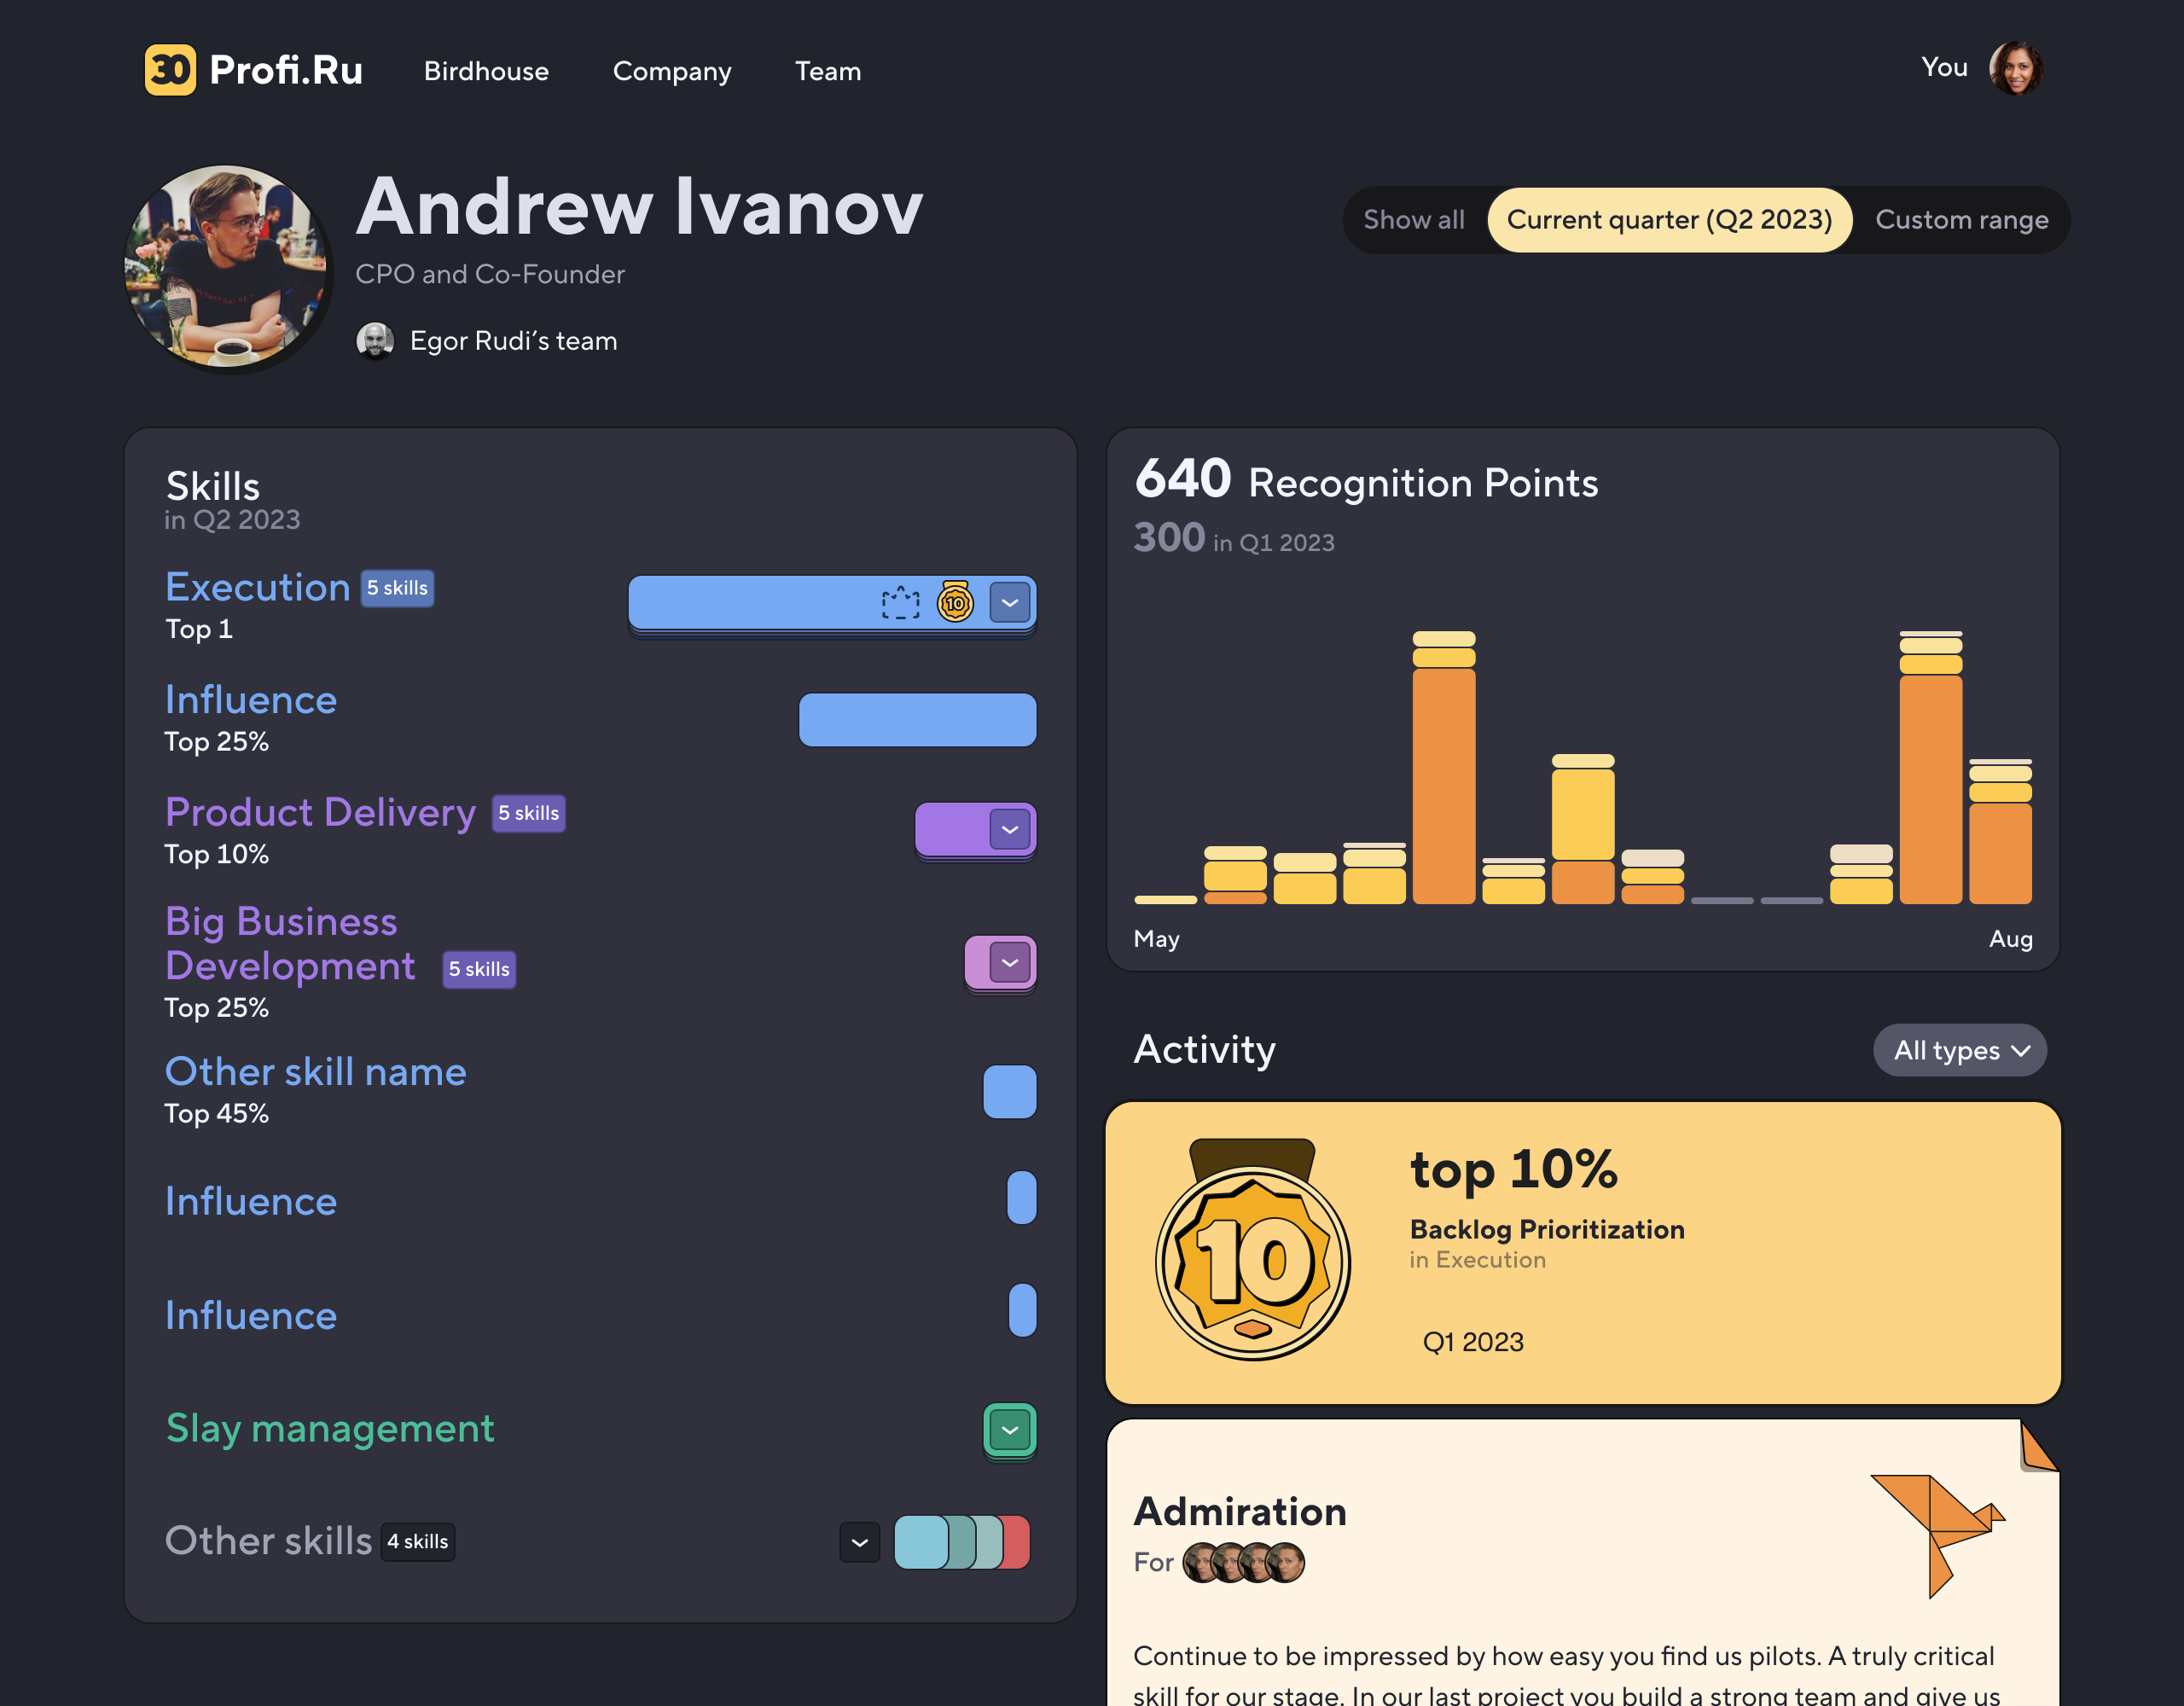 30 Profi.Ru Birdhouse Company Team You
Andrew Ivanov
CPO and Co-Founder
Egor Rudi’s team
Show all Current quarter (Q2 2023) Custom range
Skills
in Q2 2023
Execution 5 skills
Top 1
10
Influence
Top 25%
Product Delivery 5 skills
Top 10%
Big Business
Development 5 skills
Top 25%
Other skill name
Top 45%
Influence
Influence
Slay management
Other skills 4 skills
640 Recognition Points
300 in Q1 2023
May Aug
Activity All types
10
top 10%
Backlog Prioritization
in Execution
Q1 2023
Admiration
For
Continue to be impressed by how easy you find us pilots. A truly critical
skill for our stage. In our last project you build a strong team and give us